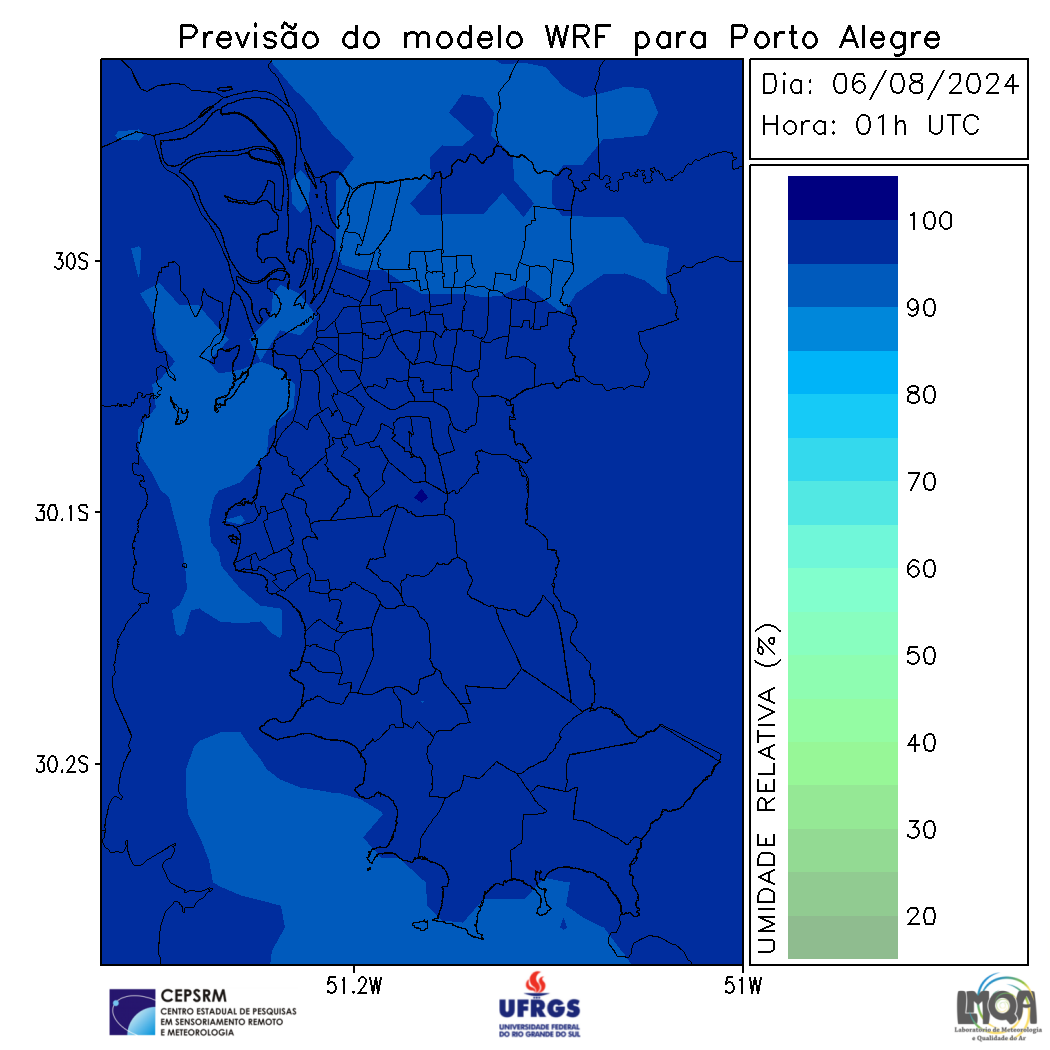 Previsão do modelo WRF para Porto Alegre
Dia: 06/08/2024
Hora: 01h UTC
100
90
80
70
60
50
40
30
20
UMIDADE RELATIVA (%)
30S
30.1S
30.2S
51.2W
51W
CEPSRM
CENTRO ESTADUAL DE PESQUISAS
EM SENSORIAMENTO REMOTO
E METEOROLOGIA
UFRGS
UNIVERSIDADE FEDERAL
DO RIO GRANDE DO SUL
LMQA
Laboratório de Meteorologia
e Qualidade do Ar